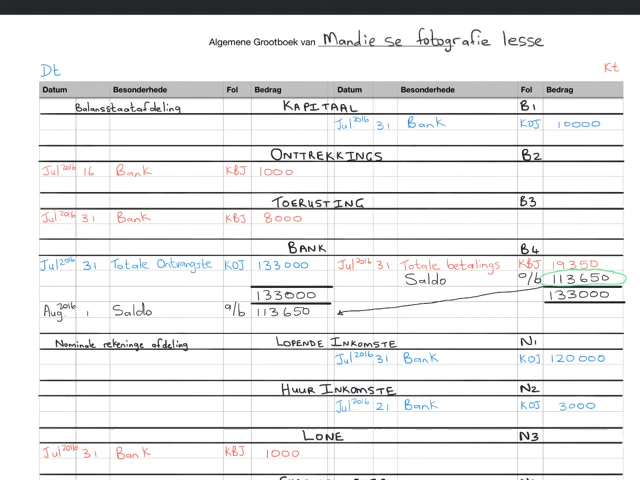 Algemene Grootboek van Mandie se fotografie lesse
Dt Kt
Datum Besonderhede Fol Bedrag Datum Besonderhede Fol Bedrag
Balansstaatafdeling KAPITAAL B1
Jul 2016 31 Bank KOJ 10000
ONTTREKKINGS B2
Jul 2016 16 Bank KBJ 1000
TOERUSTING B3
Jul 2016 31 Bank KBJ 8000
BANK B4
Jul 2016 31 Totale Ontvangste KOJ 133000 Jul 2016 31 Totale betalings KBJ 19350
Saldo 9/b 113650
133000 133000
Aug 2016 1 Saldo 9/b 113650
Nominale rekeninge afdeling LOPENDE INKOMSTE N1
Jul 2016 31 Bank KOJ 120000
HUUR INKOMSTE N2
Jul 2016 21 Bank KOJ 3000
LONE N3
Jul 2016 31 Bank KBJ 1000